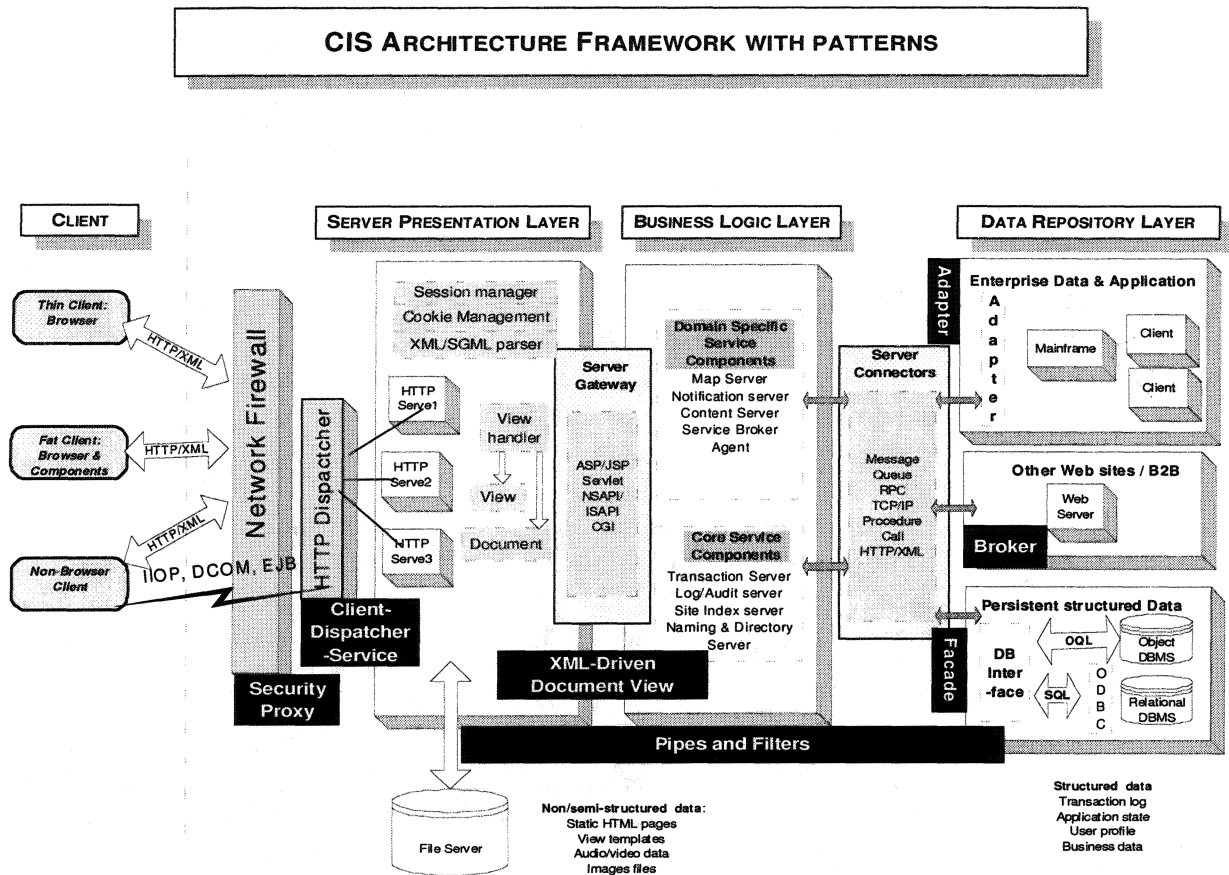 CIS ARCHITECTURE FRAMEWORK WITH PATTERNS
CLIENT
SERVER PRESENTATION LAYER
BUSINESS LOGIC LAYER
DATA REPOSITORY LAYER
Thin Client:
Browser
HTTP/XML
Fat Client:
Browser &
Components
HTTP/XML
Non-Browser
Client
HTTP/XML
IIOP, DCOM, EJB
Network Firewall
Security
Proxy
HTTP Dispatcher
Client-
Dispatcher
-Service
Session manager
Cookie Management
XML/SGML parser
HTTP
Serve1
HTTP
Serve2
HTTP
Serve3
View
handler
View
Document
Server
Gateway
ASP/JSP
Servlet
NSAPI/
ISAPI
CGI
XML-Driven
Document View
Domain Specific
Service
Components
Map Server
Notification server
Content Server
Service Broker
Agent
Core Service
Components
Transaction Server
Log/Audit server
Site Index server
Naming & Directory
Server
Server
Connectors
Message
Queue
RPC
TCP/IP
Procedure
Call
HTTP/XML
Adapter
Enterprise Data & Application
Adapter
Mainframe
Client
Client
Other Web sites / B2B
Web
Server
Broker
Facade
Persistent structured Data
DB
Inter
-face
OQL
Object
DBMS
SQL
ODBC
Relational
DBMS
Pipes and Filters
File Server
Non/semi-structured data:
Static HTML pages
View templates
Audio/video data
Images files
Structured data
Transaction log
Application state
User profile
Business data